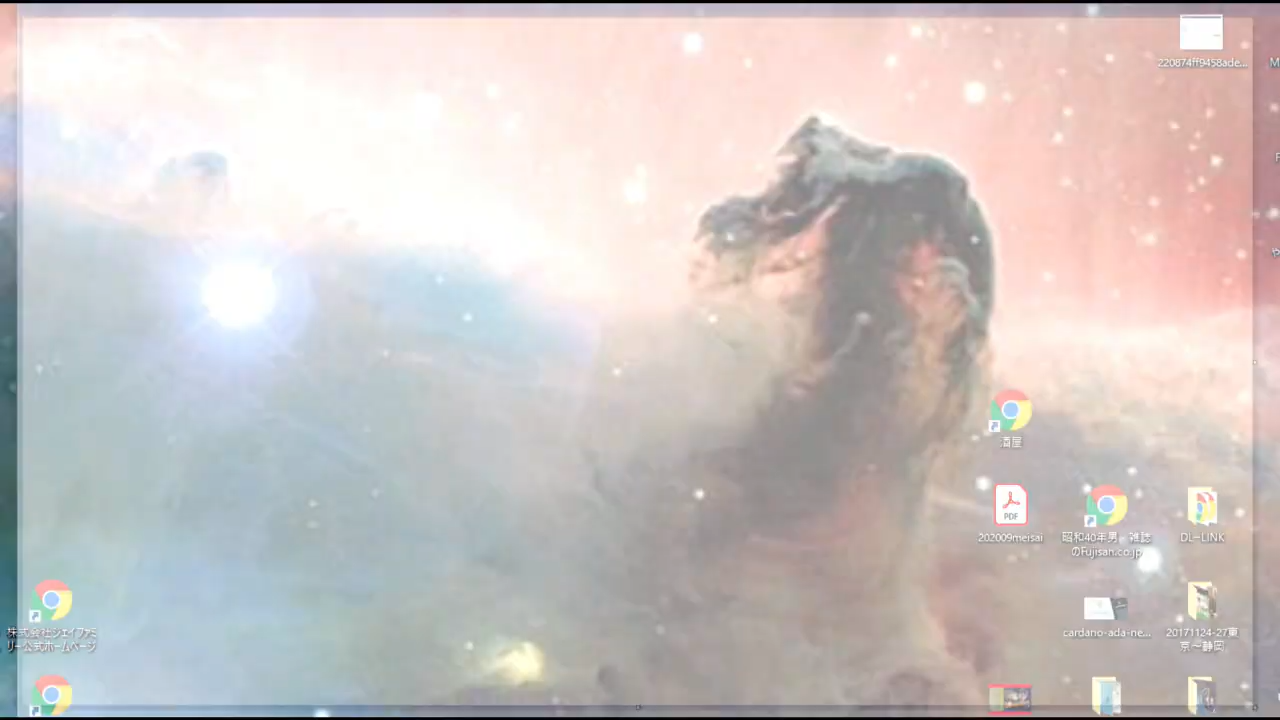 220874ff9458ade...
酒屋
PDF
202009meisai
昭和40年男 - 雑誌
のFujisan.co.jp
DL-LINK
株式会社ジェイファミ
リー公式ホームページ
cardano-ada-ne...
20171124-27東
京～静岡